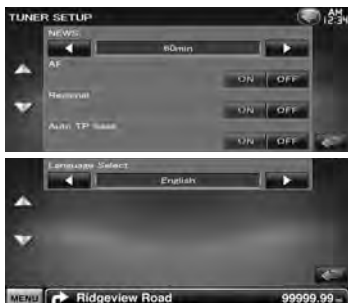 TUNER SETUP
AM
12:34
NEWS
60min
AF
ON OFF
Regional
ON OFF
Auto TP Seek
ON OFF
Language Select
English
MENU Ridgeview Road 99999.99